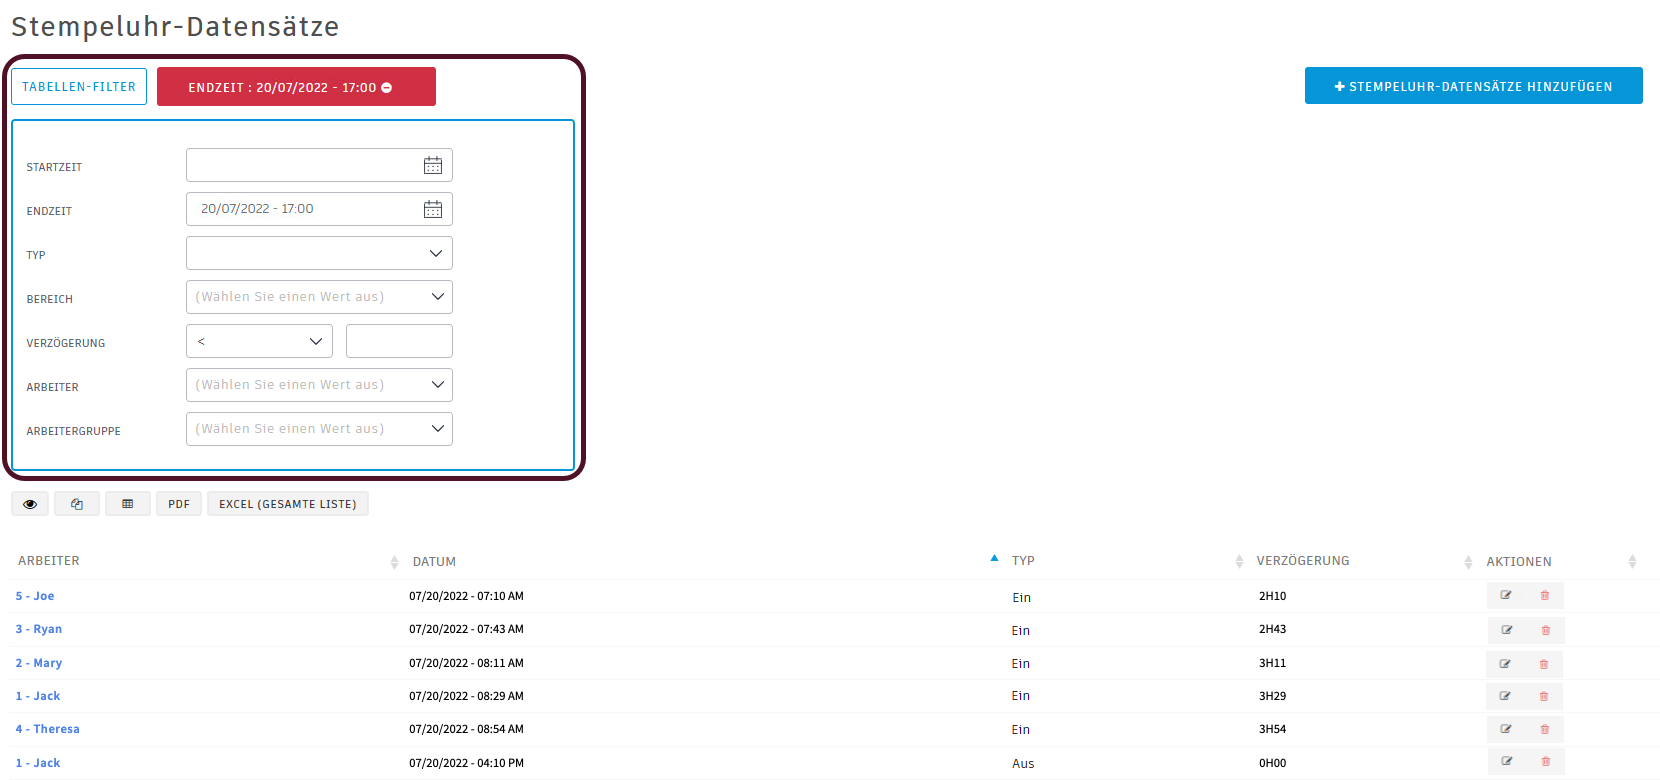 Stempeluhr-Datensätze
TABELLEN-FILTER
ENDZEIT : 20/07/2022 - 17:00
STEMPELUHR-DATENSÄTZE HINZUFÜGEN
STARTZEIT
ENDZEIT 20/07/2022 - 17:00
TYP
BEREICH (Wählen Sie einen Wert aus)
VERZÖGERUNG <
ARBEITER (Wählen Sie einen Wert aus)
ARBEITERGRUPPE (Wählen Sie einen Wert aus)
PDF EXCEL (GESAMTE LISTE)
ARBEITER DATUM TYP VERZÖGERUNG AKTIONEN
5 - Joe 07/20/2022 - 07:10 AM Ein 2H10
3 - Ryan 07/20/2022 - 07:43 AM Ein 2H43
2 - Mary 07/20/2022 - 08:11 AM Ein 3H11
1 - Jack 07/20/2022 - 08:29 AM Ein 3H29
4 - Theresa 07/20/2022 - 08:54 AM Ein 3H54
1 - Jack 07/20/2022 - 04:10 PM Aus 0H00